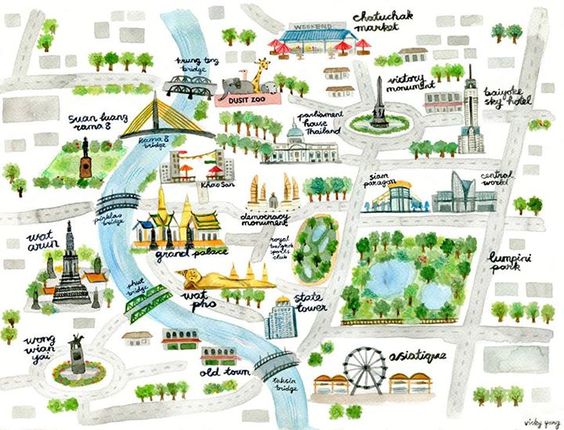 WEEKEND
chatuchak
market
krung tong
bridge
DUSIT ZOO
victory
monument
baiyoke
sky hotel
suan luang
rama 8
rama 8
bridge
parliament
house
Thailand
khao san
siam
paragon
central
world
pinklao
bridge
democracy
monument
wat
arun
grand palace
royal
bangkok
sports
club
lumpini
park
phut
bridge
wat
pho
state
tower
wong
wian
yai
old town
taksin
bridge
asiatique
vicky yang